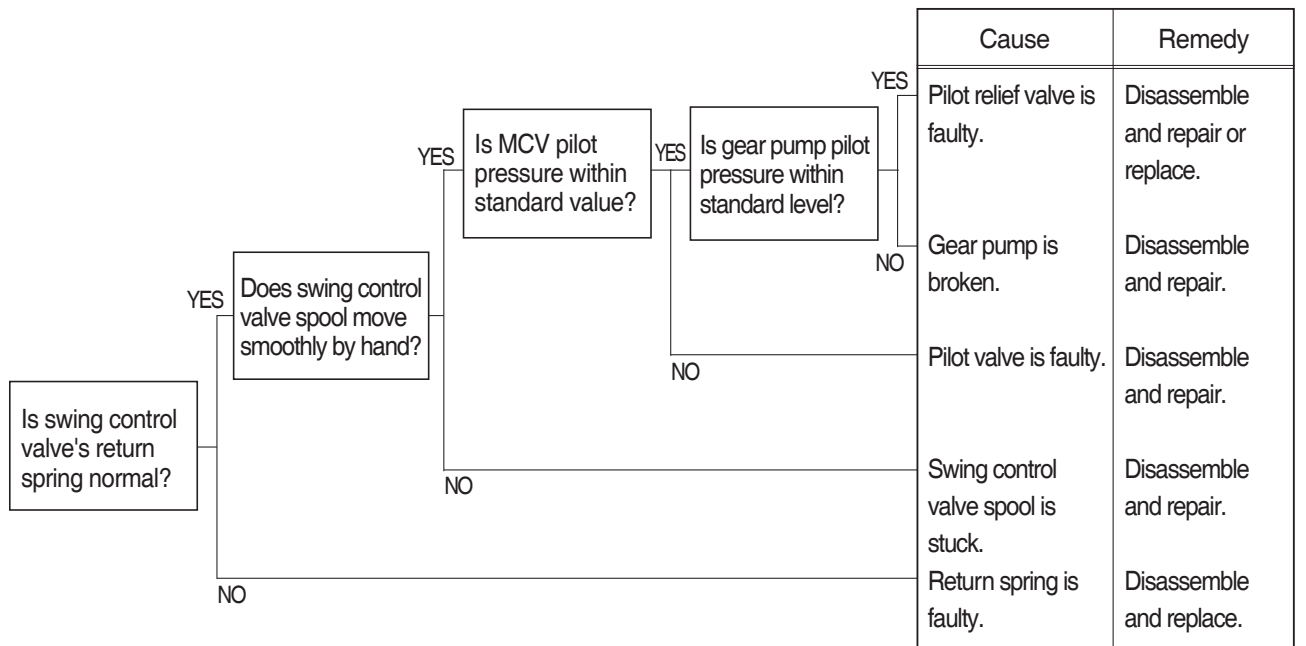 Cause
Remedy
YES
Pilot relief valve is
faulty.
Disassemble
and repair or
replace.
YES
Is MCV pilot
pressure within
standard value?
YES
Is gear pump pilot
pressure within
standard level?
NO
Gear pump is
broken.
Disassemble
and repair.
YES
Does swing control
valve spool move
smoothly by hand?
NO
Pilot valve is faulty.
Disassemble
and repair.
Is swing control
valve's return
spring normal?
NO
Swing control
valve spool is
stuck.
Disassemble
and repair.
NO
Return spring is
faulty.
Disassemble
and replace.